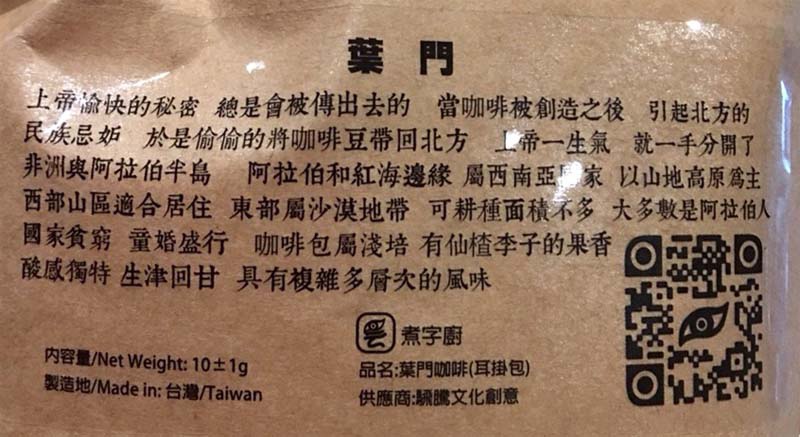 葉門
上帝愉快的秘密 總是會被傳出去的 當咖啡被創造之後 引起北方的
民族忌妒 於是偷偷的將咖啡豆帶回北方 上帝一生氣 就一手分開了
非洲與阿拉伯半島 阿拉伯和紅海邊緣 屬西南亞國家 以山地高原為主
西部山區適合居住 東部屬沙漠地帶 可耕種面積不多 大多數是阿拉伯人
國家貧窮 童婚盛行 咖啡包屬淺培 有仙楂李子的果香
酸感獨特 生津回甘 具有複雜多層次的風味
煮字廚
內容量/Net Weight: 10±1g
製造地/Made in: 台灣/Taiwan
品名:葉門咖啡(耳掛包)
供應商:騵騰文化創意